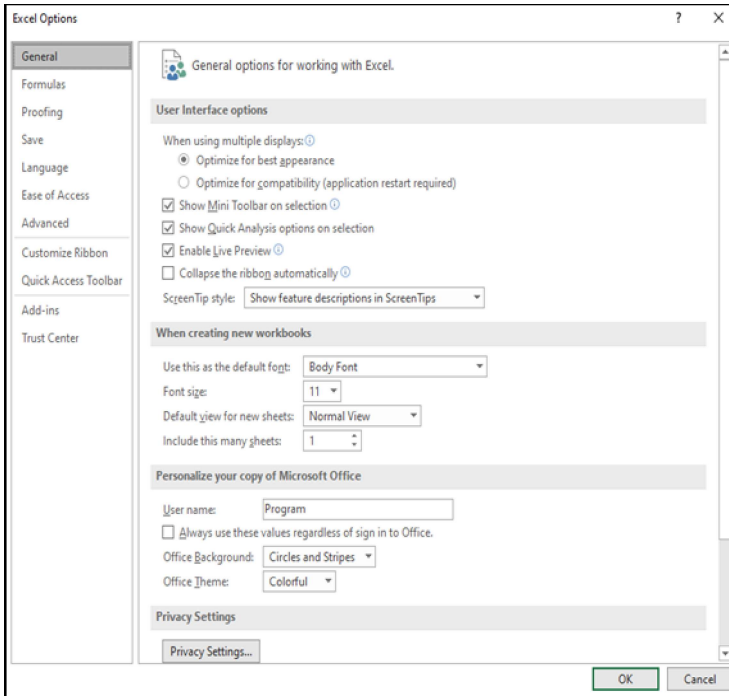 Excel Options
?
X
General
Formulas
Proofing
Save
Language
Ease of Access
Advanced
Customize Ribbon
Quick Access Toolbar
Add-ins
Trust Center
General options for working with Excel.
User Interface options
When using multiple displays:
Optimize for best appearance
Optimize for compatibility (application restart required)
Show Mini Toolbar on selection
Show Quick Analysis options on selection
Enable Live Preview
Collapse the ribbon automatically
ScreenTip style: Show feature descriptions in ScreenTips
When creating new workbooks
Use this as the default font: Body Font
Font size: 11
Default view for new sheets: Normal View
Include this many sheets: 1
Personalize your copy of Microsoft Office
User name: Program
Always use these values regardless of sign in to Office.
Office Background: Circles and Stripes
Office Theme: Colorful
Privacy Settings
Privacy Settings...
OK
Cancel